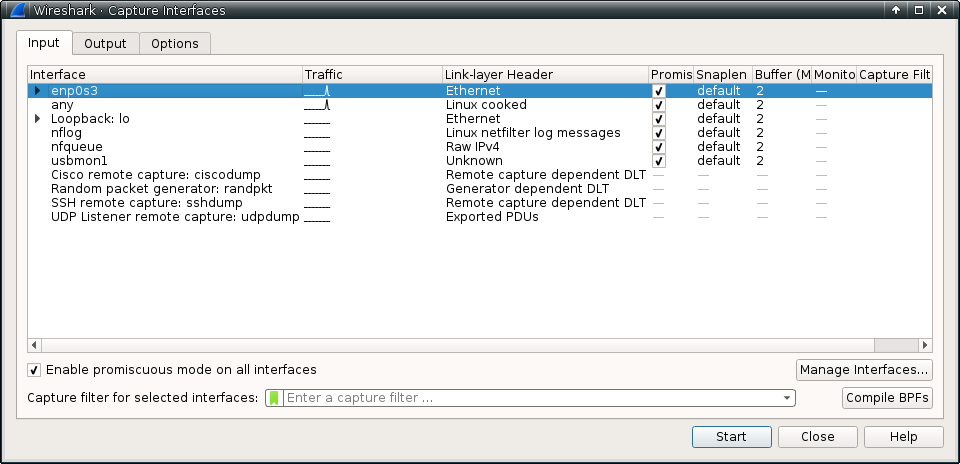 Wireshark · Capture Interfaces
Input Output Options
Interface Traffic Link-layer Header Promis Snaplen Buffer (M Monito Capture Filt
enp0s3 Ethernet default 2 —
any Linux cooked default 2 —
Loopback: lo Ethernet default 2 —
nflog Linux netfilter log messages default 2 —
nfqueue Raw IPv4 default 2 —
usbmon1 Unknown default 2 —
Cisco remote capture: ciscodump Remote capture dependent DLT — — — —
Random packet generator: randpkt Generator dependent DLT — — — —
SSH remote capture: sshdump Remote capture dependent DLT — — — —
UDP Listener remote capture: udpdump Exported PDUs — — — —
Enable promiscuous mode on all interfaces Manage Interfaces...
Capture filter for selected interfaces: Enter a capture filter ... Compile BPFs
Start Close Help